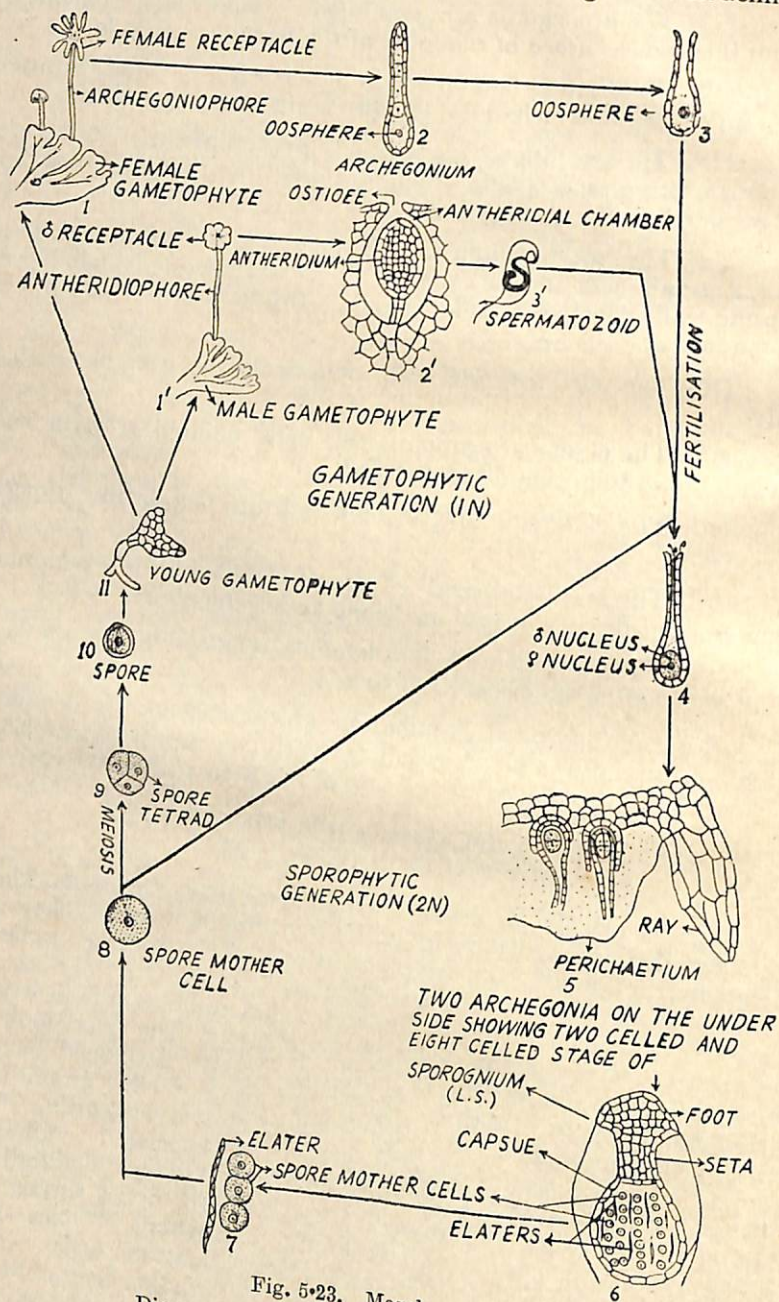 FEMALE RECEPTACLE
ARCHEGONIOPHORE
OOSPHERE
2
OOSPHERE
3
ARCHEGONIUM
FEMALE
GAMETOPHYTE
1
OSTIOEE
ANTHERIDIAL CHAMBER
♂ RECEPTACLE
ANTHERIDIUM
ANTHERIDIOPHORE
3'
SPERMATOZOID
2'
1'
MALE GAMETOPHYTE
FERTILISATION
GAMETOPHYTIC
GENERATION (1N)
11
YOUNG GAMETOPHYTE
10
SPORE
♂ NUCLEUS
♀ NUCLEUS
4
9
SPORE
TETRAD
MEIOSIS
SPOROPHYTIC
GENERATION (2N)
8
SPORE MOTHER
CELL
RAY
PERICHAETIUM
5
TWO ARCHEGONIA ON THE UNDER
SIDE SHOWING TWO CELLED AND
EIGHT CELLED STAGE OF
SPOROGNIUM
(L.S.)
FOOT
CAPSUE
SETA
ELATER
SPORE MOTHER CELLS
ELATERS
7
6
Fig. 5•23.